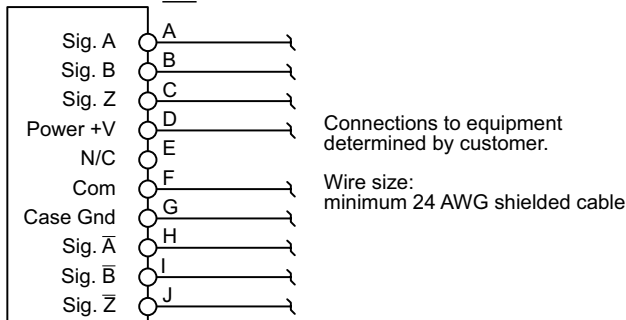 Sig. A A
Sig. B B
Sig. Z C
Power +V D
N/C E
Com F
Case Gnd G
Sig. A̅ H
Sig. B̅ I
Sig. Z̅ J
Connections to equipment
determined by customer.
Wire size:
minimum 24 AWG shielded cable